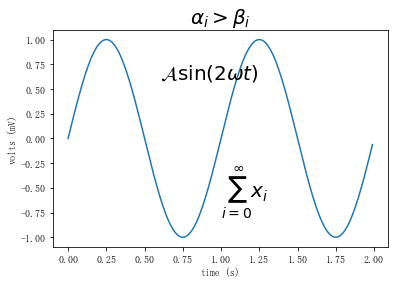 αᵢ > βᵢ
1.00
0.75
𝒜sin(2ωt)
0.50
0.25
0.00
volts (mV)
−0.25
−0.50
∞
∑ xᵢ
i = 0
−0.75
−1.00
0.00 0.25 0.50 0.75 1.00 1.25 1.50 1.75 2.00
time (s)